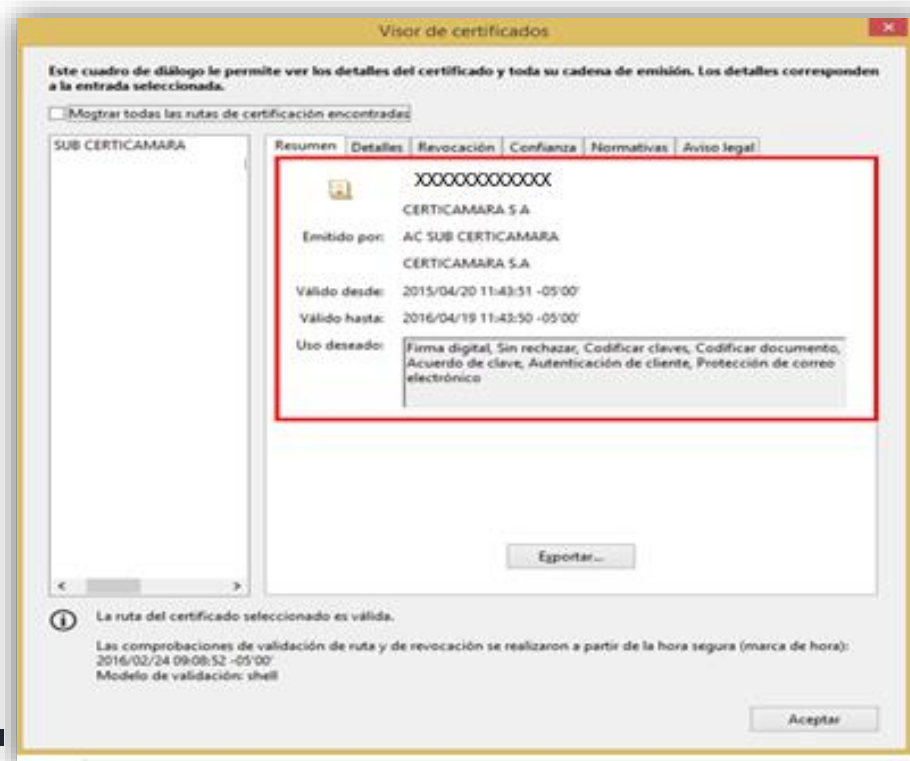 Visor de certificados
Este cuadro de diálogo le permite ver los detalles del certificado y toda su cadena de emisión. Los detalles corresponden
a la entrada seleccionada.
Mostrar todas las rutas de certificación encontradas
SUB CERTICAMARA
Resumen Detalles Revocación Confianza Normativas Aviso legal
XXXXXXXXXXXXX
CERTICAMARA S A
Emitido por: AC SUB CERTICAMARA
CERTICAMARA S.A
Válido desde: 2015/04/20 11:43:51 -05'00'
Válido hasta: 2016/04/19 11:43:50 -05'00'
Uso deseado: Firma digital, Sin rechazar, Codificar claves, Codificar documento,
Acuerdo de clave, Autenticación de cliente, Protección de correo
electrónico
Exportar...
La ruta del certificado seleccionado es válida.
Las comprobaciones de validación de ruta y de revocación se realizaron a partir de la hora segura (marca de hora):
2016/02/24 09:08:52 -05'00'
Modelo de validación: shell
Aceptar